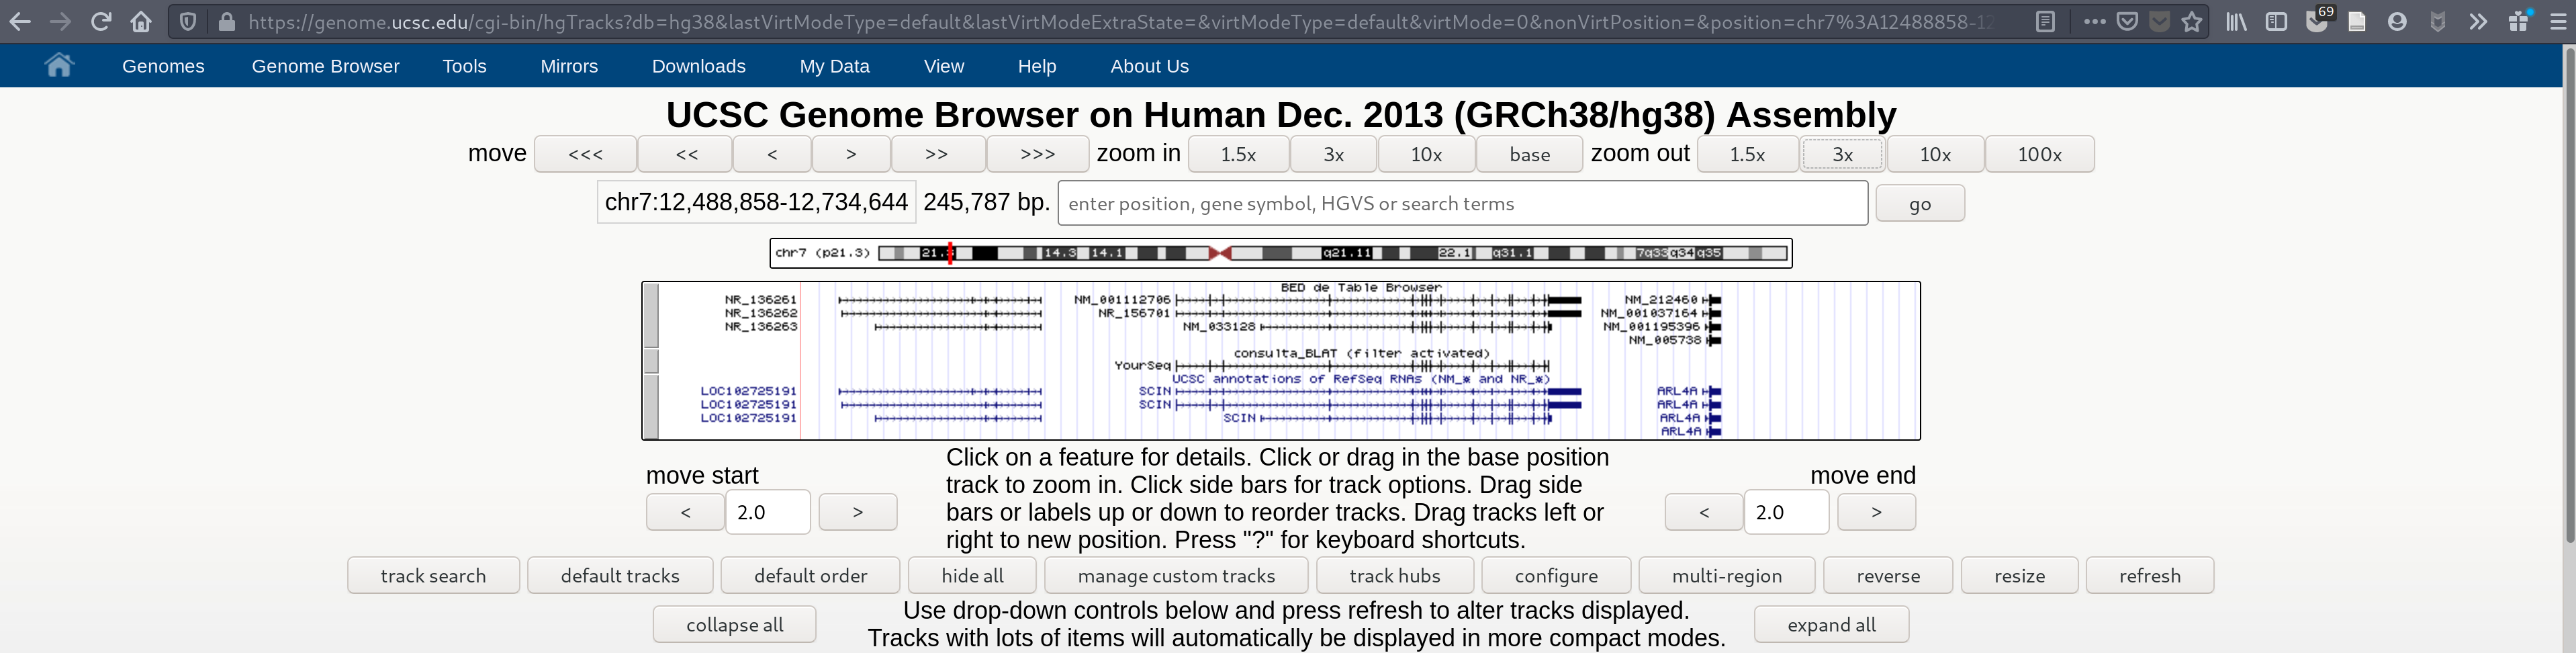 https://genome.ucsc.edu/cgi-bin/hgTracks?db=hg38&lastVirtModeType=default&lastVirtModeExtraState=&virtModeType=default&virtMode=0&nonVirtPosition=&position=chr7%3A12488858-12
69
Genomes Genome Browser Tools Mirrors Downloads My Data View Help About Us
UCSC Genome Browser on Human Dec. 2013 (GRCh38/hg38) Assembly
move <<< << < > >> >>> zoom in 1.5x 3x 10x base zoom out 1.5x 3x 10x 100x
chr7:12,488,858-12,734,644 245,787 bp. enter position, gene symbol, HGVS or search terms go
chr7 (p21.3) 14.3 14.1 q21.11 22.1 q31.1 7q33 q34 q35
BED de Table Browser
NR_136261 NM_001112706 NM_212460
NR_136262 NR_156701 NM_001037164
NR_136263 NM_033128 NM_001195396
NM_005738
consulta_BLAT (filter activated)
YourSeq
UCSC annotations of RefSeq RNAs (NM_* and NR_*)
LOC102725191 SCIN ARL4A
LOC102725191 SCIN ARL4A
LOC102725191 SCIN ARL4A
ARL4A
move start
< 2.0 >
Click on a feature for details. Click or drag in the base position
track to zoom in. Click side bars for track options. Drag side
bars or labels up or down to reorder tracks. Drag tracks left or
right to new position. Press "?" for keyboard shortcuts.
move end
< 2.0 >
track search default tracks default order hide all manage custom tracks track hubs configure multi-region reverse resize refresh
collapse all
Use drop-down controls below and press refresh to alter tracks displayed.
Tracks with lots of items will automatically be displayed in more compact modes.
expand all